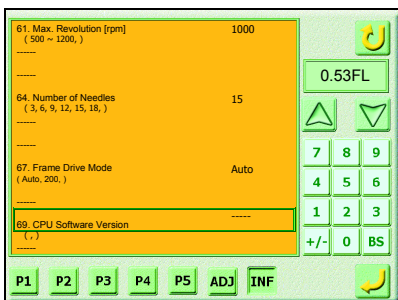 61. Max. Revolution [rpm] 1000
( 500 ~ 1200, )
------
------
0.53FL
64. Number of Needles 15
( 3, 6, 9, 12, 15, 18, )
------
------
67. Frame Drive Mode Auto
( Auto, 200, )
------
-----
69. CPU Software Version
( , )
------
7 8 9
4 5 6
1 2 3
+/- 0 BS
P1 P2 P3 P4 P5 ADJ INF